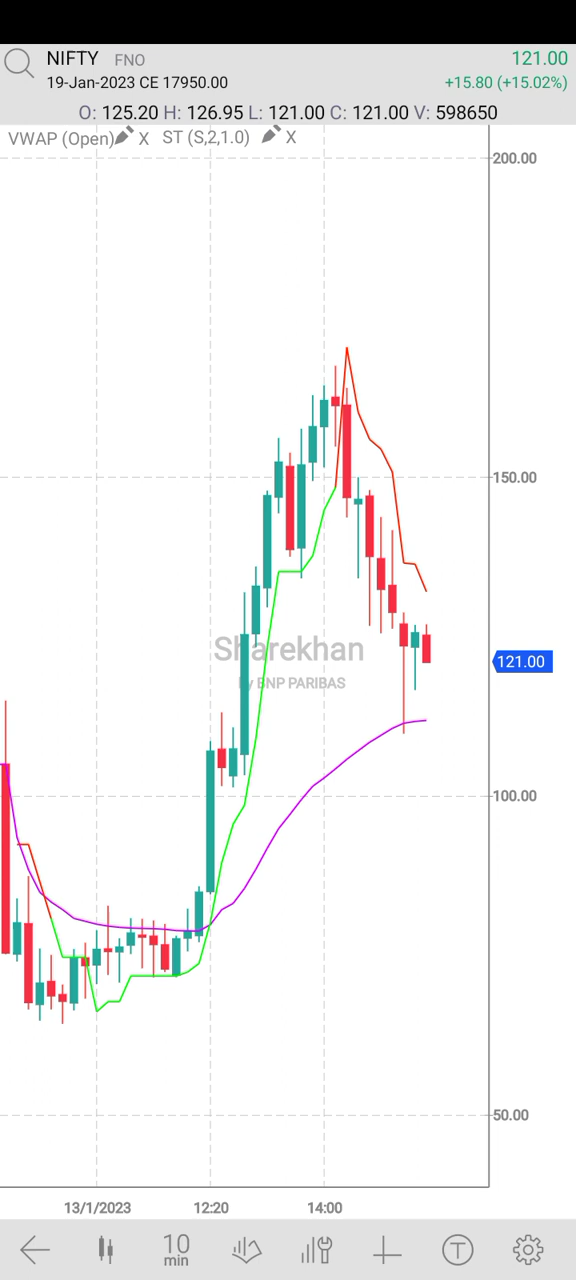 NIFTY FNO 121.00
19-Jan-2023 CE 17950.00 +15.80 (+15.02%)
O: 125.20 H: 126.95 L: 121.00 C: 121.00 V: 598650
VWAP (Open) X ST (S,2,1.0) X
200.00
150.00
Sharekhan
by BNP PARIBAS
121.00
100.00
50.00
13/1/2023 12:20 14:00
10
min
T